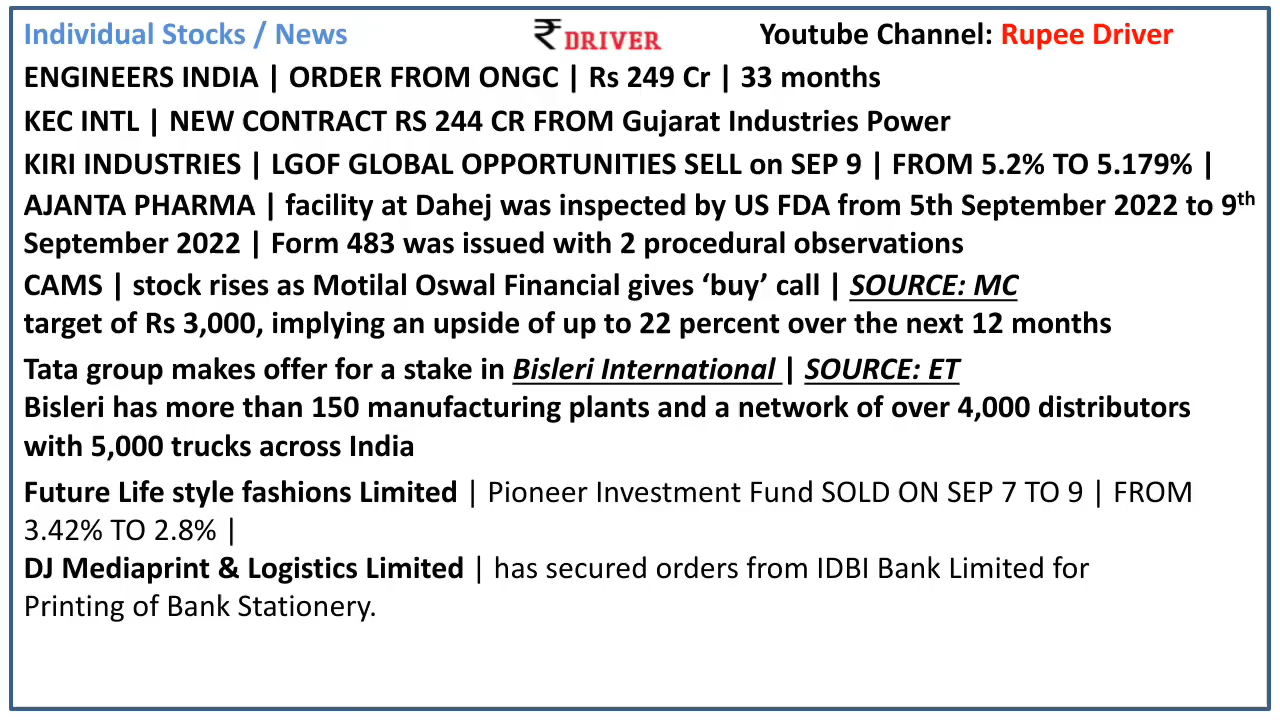 Individual Stocks / News ₹ DRIVER Youtube Channel: Rupee Driver
ENGINEERS INDIA | ORDER FROM ONGC | Rs 249 Cr | 33 months
KEC INTL | NEW CONTRACT RS 244 CR FROM Gujarat Industries Power
KIRI INDUSTRIES | LGOF GLOBAL OPPORTUNITIES SELL on SEP 9 | FROM 5.2% TO 5.179% |
AJANTA PHARMA | facility at Dahej was inspected by US FDA from 5th September 2022 to 9th
September 2022 | Form 483 was issued with 2 procedural observations
CAMS | stock rises as Motilal Oswal Financial gives ‘buy’ call | SOURCE: MC
target of Rs 3,000, implying an upside of up to 22 percent over the next 12 months
Tata group makes offer for a stake in Bisleri International | SOURCE: ET
Bisleri has more than 150 manufacturing plants and a network of over 4,000 distributors
with 5,000 trucks across India
Future Life style fashions Limited | Pioneer Investment Fund SOLD ON SEP 7 TO 9 | FROM
3.42% TO 2.8% |
DJ Mediaprint & Logistics Limited | has secured orders from IDBI Bank Limited for
Printing of Bank Stationery.